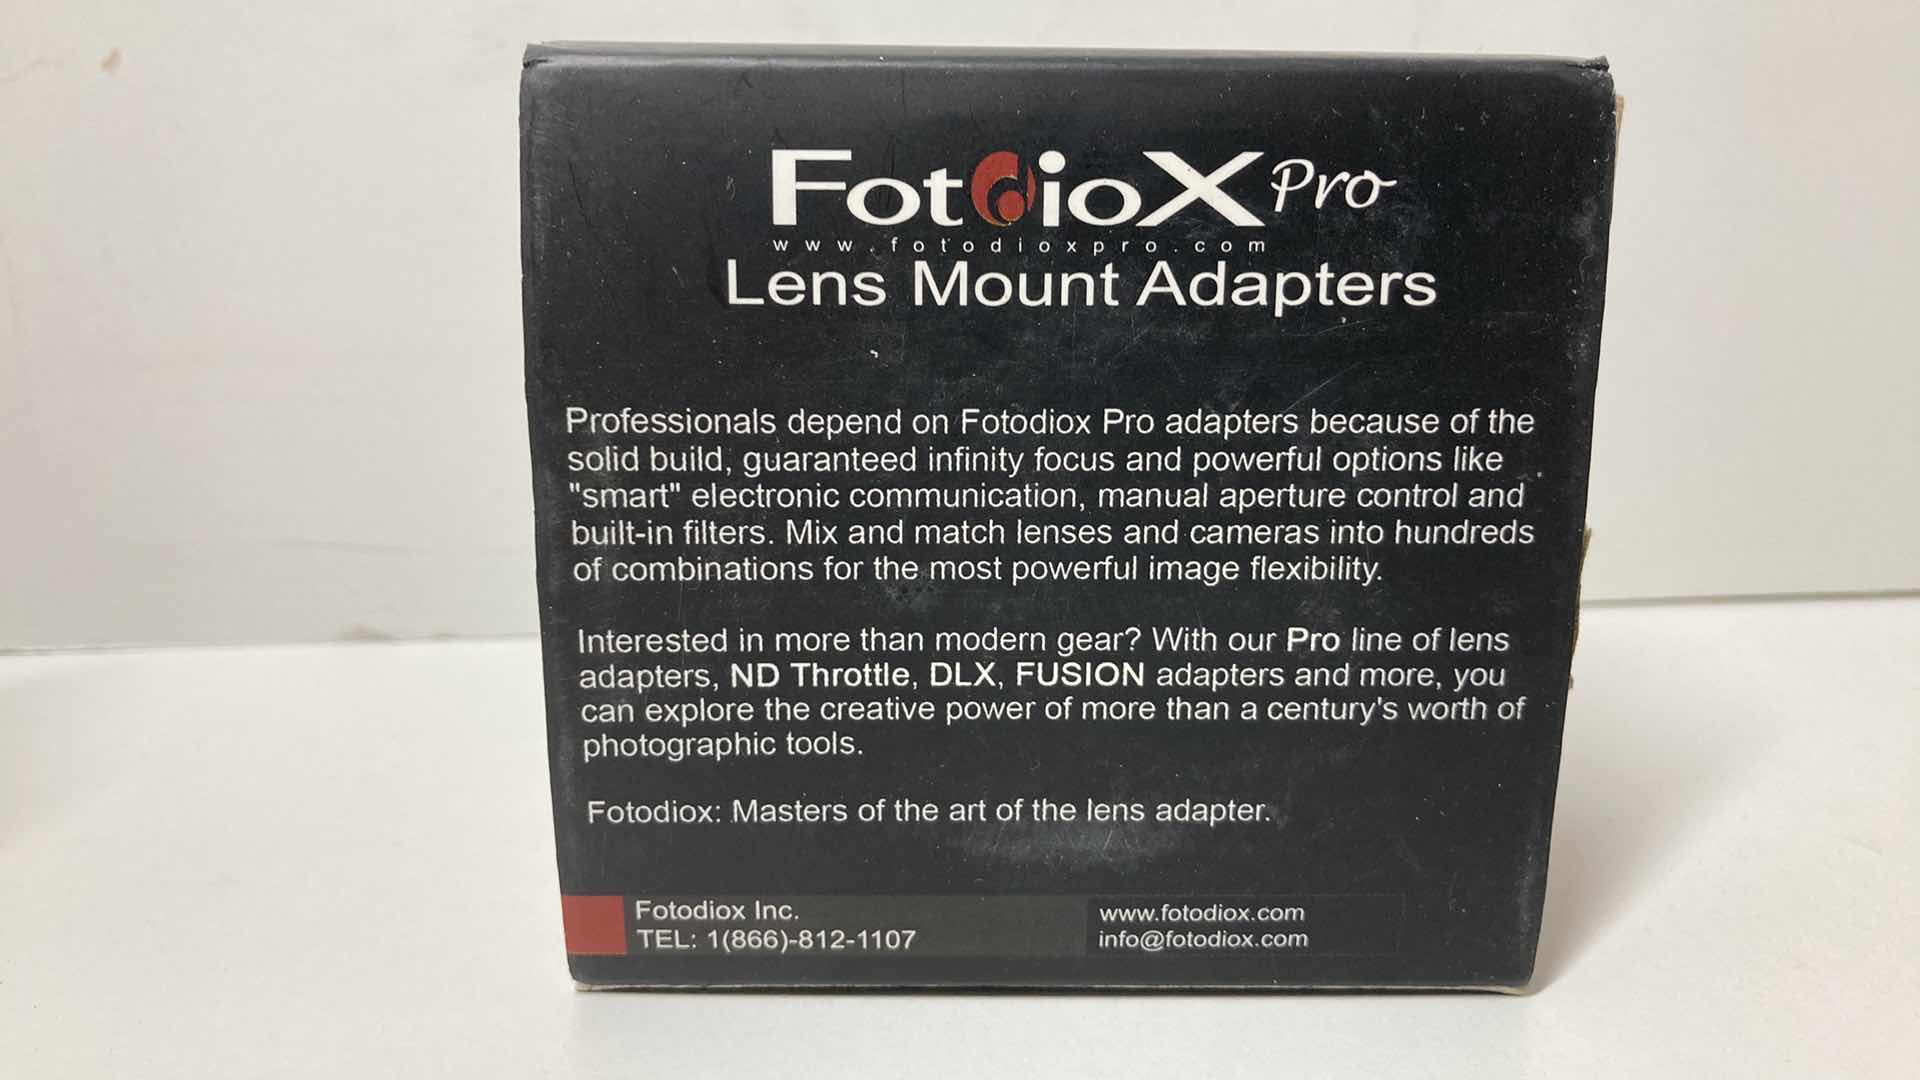 FotodioX Pro
www.fotodioxpro.com
Lens Mount Adapters
Professionals depend on Fotodiox Pro adapters because of the
solid build, guaranteed infinity focus and powerful options like
"smart" electronic communication, manual aperture control and
built-in filters. Mix and match lenses and cameras into hundreds
of combinations for the most powerful image flexibility.
Interested in more than modern gear? With our Pro line of lens
adapters, ND Throttle, DLX, FUSION adapters and more, you
can explore the creative power of more than a century's worth of
photographic tools.
Fotodiox: Masters of the art of the lens adapter.
Fotodiox Inc.
TEL: 1(866)-812-1107
www.fotodiox.com
info@fotodiox.com